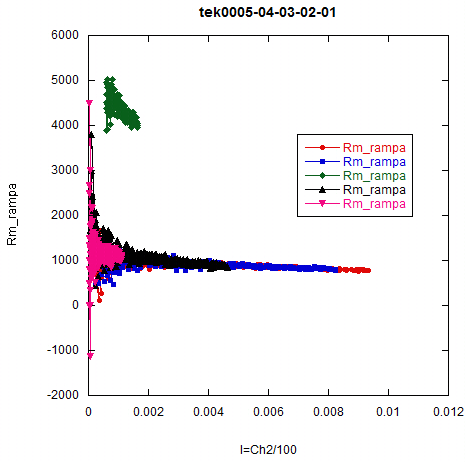 tek0005-04-03-02-01
6000
5000
4000
3000
2000
1000
0
-1000
-2000
Rm_rampa
Rm_rampa
Rm_rampa
Rm_rampa
Rm_rampa
Rm_rampa
0
0.002
0.004
0.006
0.008
0.01
0.012
I=Ch2/100